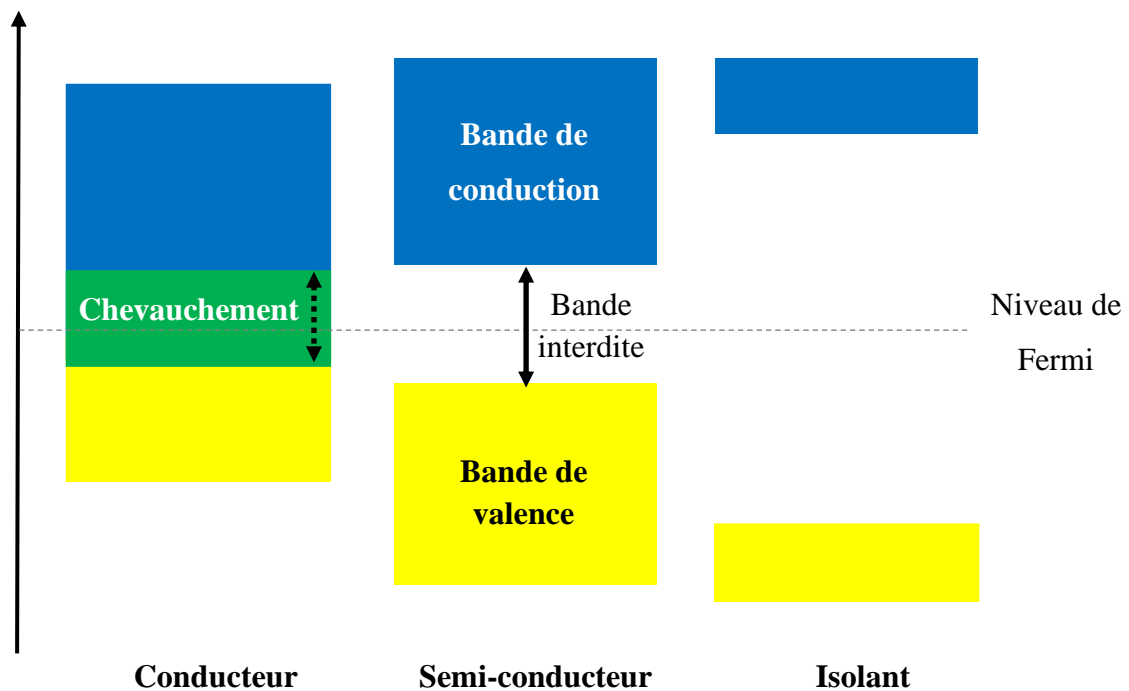 Bande de
conduction
Chevauchement
Bande
interdite
Niveau de
Fermi
Bande de
valence
Conducteur
Semi-conducteur
Isolant